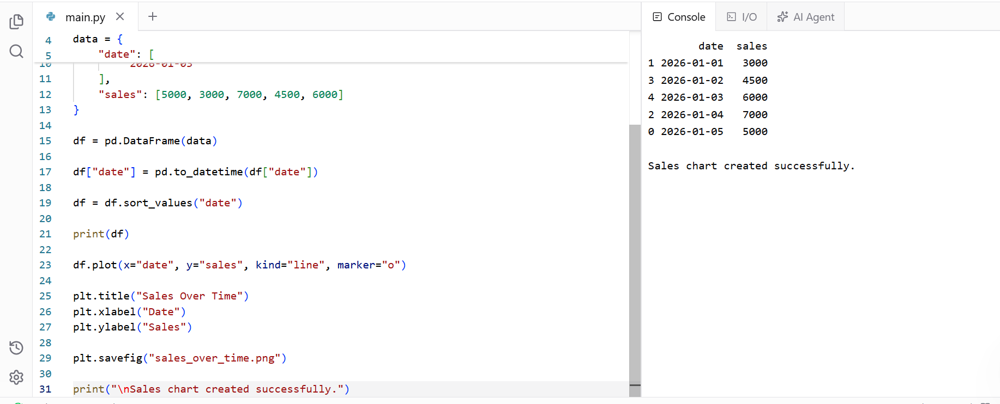 main.py
Console
I/O
AI Agent
4 data = {
5 "date": [
10 2026-01-03
11 ],
12 "sales": [5000, 3000, 7000, 4500, 6000]
13 }
14
15 df = pd.DataFrame(data)
16
17 df["date"] = pd.to_datetime(df["date"])
18
19 df = df.sort_values("date")
20
21 print(df)
22
23 df.plot(x="date", y="sales", kind="line", marker="o")
24
25 plt.title("Sales Over Time")
26 plt.xlabel("Date")
27 plt.ylabel("Sales")
28
29 plt.savefig("sales_over_time.png")
30
31 print("\nSales chart created successfully.")
date sales
1 2026-01-01 3000
3 2026-01-02 4500
4 2026-01-03 6000
2 2026-01-04 7000
0 2026-01-05 5000
Sales chart created successfully.